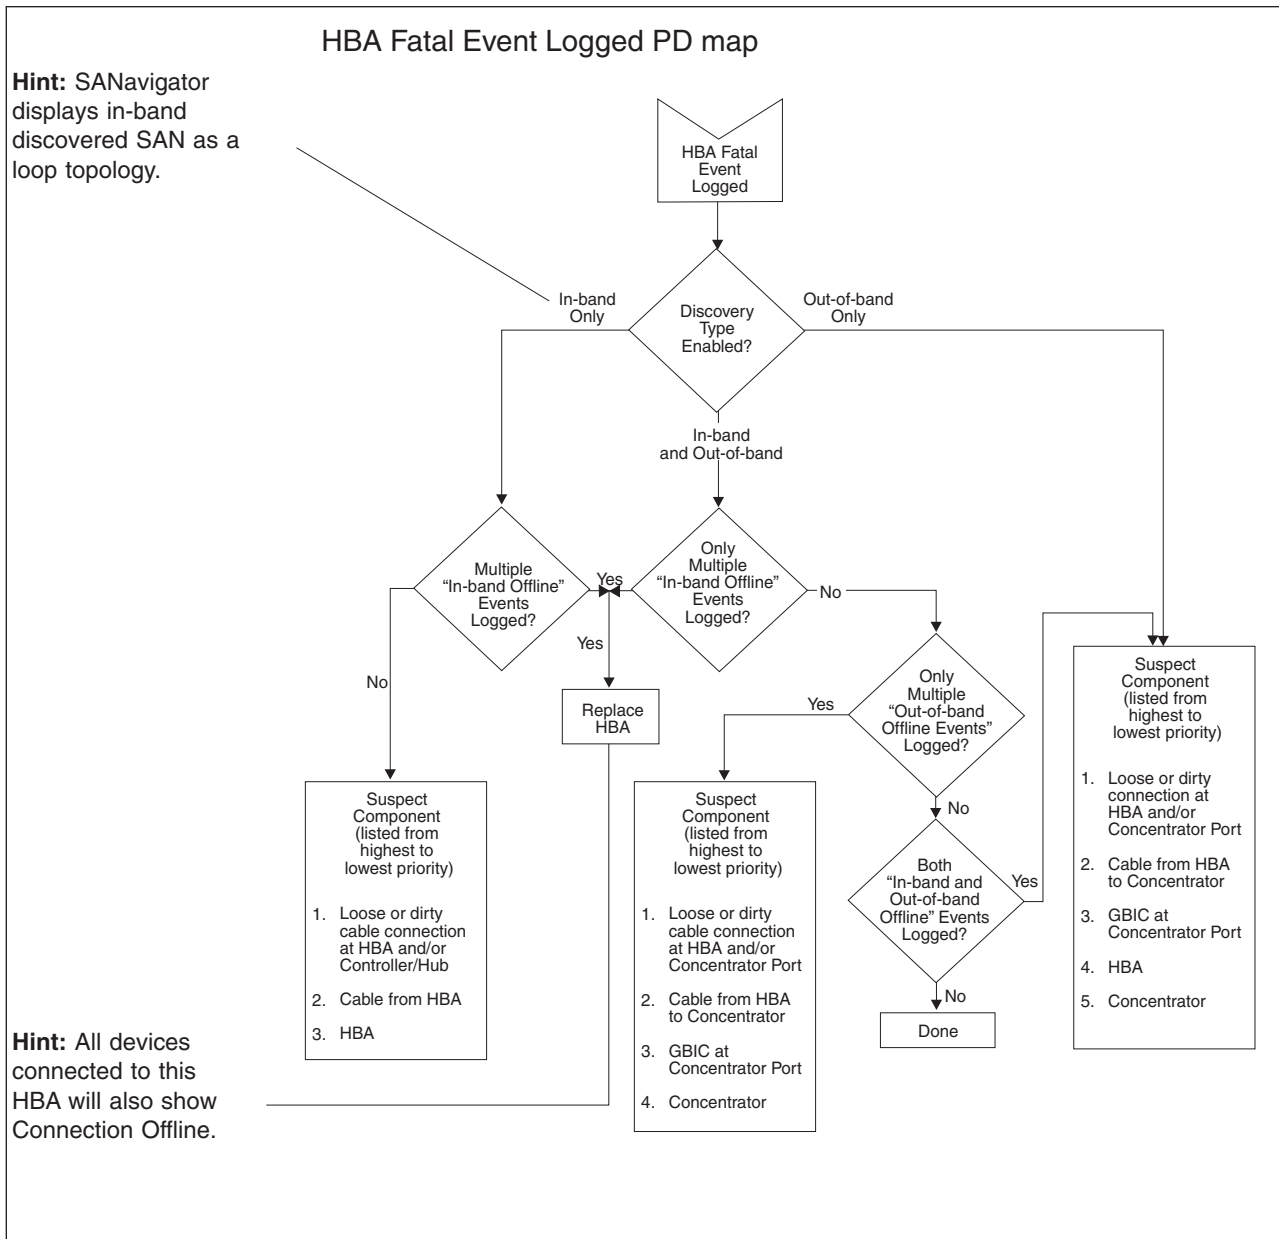 HBA Fatal Event Logged PD map
Hint: SANavigator
displays in-band
discovered SAN as a
loop topology.
HBA Fatal
Event
Logged
In-band
Only
Discovery
Type
Enabled?
Out-of-band
Only
In-band
and Out-of-band
Multiple
“In-band Offline”
Events
Logged?
Yes
Only
Multiple
“In-band Offline”
Events
Logged?
No
Yes
No
Replace
HBA
Yes
Only
Multiple
“Out-of-band
Offline Events”
Logged?
Yes
No
Both
“In-band and
Out-of-band
Offline” Events
Logged?
Yes
No
Done
Suspect
Component
(listed from
highest to
lowest priority)
1. Loose or dirty
cable connection
at HBA and/or
Controller/Hub
2. Cable from HBA
3. HBA
Suspect
Component
(listed from
highest to
lowest priority)
1. Loose or dirty
cable connection
at HBA and/or
Concentrator Port
2. Cable from HBA
to Concentrator
3. GBIC at
Concentrator Port
4. Concentrator
Suspect
Component
(listed from
highest to
lowest priority)
1. Loose or dirty
connection at
HBA and/or
Concentrator Port
2. Cable from HBA
to Concentrator
3. GBIC at
Concentrator Port
4. HBA
5. Concentrator
Hint: All devices
connected to this
HBA will also show
Connection Offline.